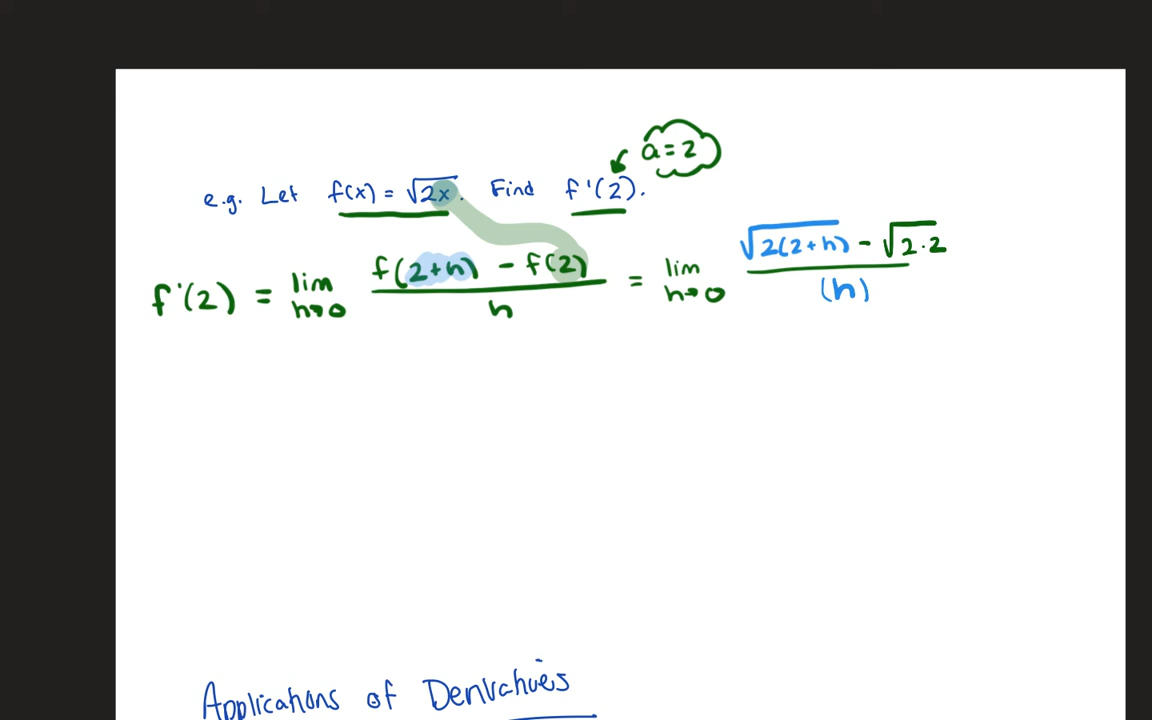 a = 2
e.g. Let f(x) = √2x. Find f'(2).
f'(2) = lim h→0 f(2+h) - f(2) / h = lim h→0 √2(2+h) - √2·2 / (h)
Applications of Derivatives